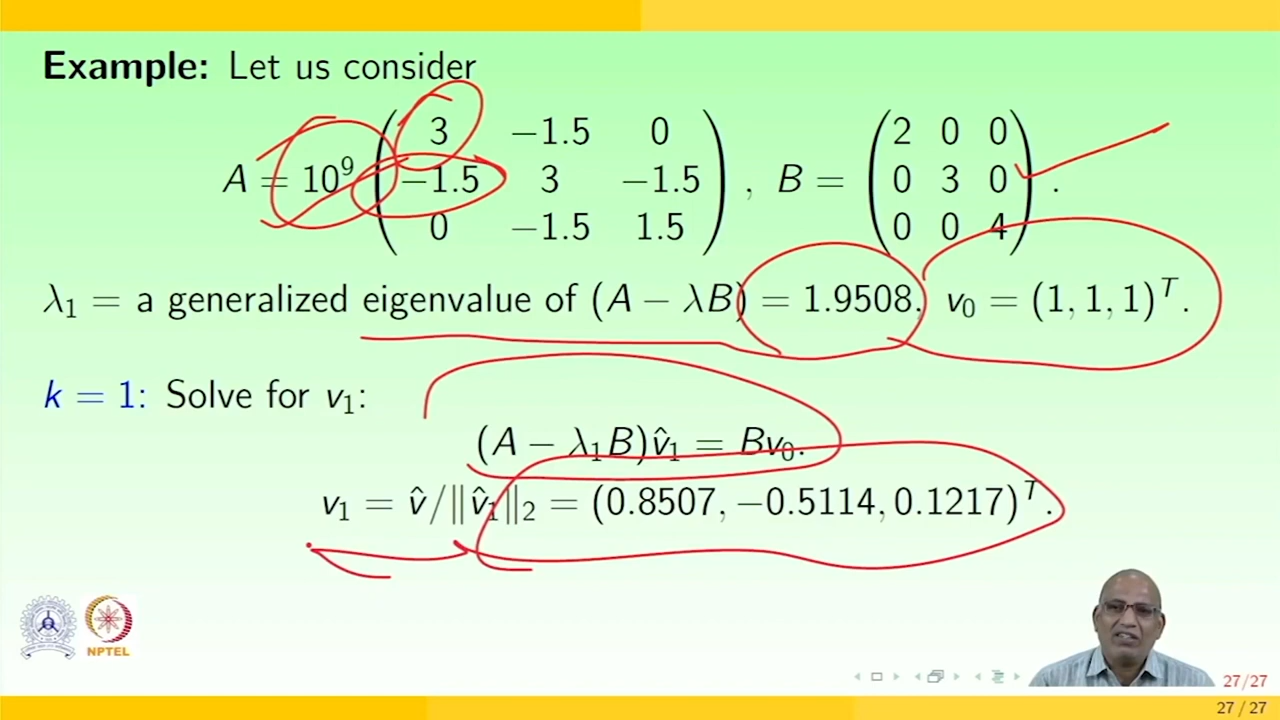 Example: Let us consider
A = 10⁹ ( 3 −1.5 0 ; −1.5 3 −1.5 ; 0 −1.5 1.5 ), B = ( 2 0 0 ; 0 3 0 ; 0 0 4 ).
λ₁ = a generalized eigenvalue of (A − λB) = 1.9508, v₀ = (1, 1, 1)ᵀ.
k = 1: Solve for v₁:
(A − λ₁B)v̂₁ = Bv₀.
v₁ = v̂/‖v̂₁‖₂ = (0.8507, −0.5114, 0.1217)ᵀ.
NPTEL
27/27
27 / 27